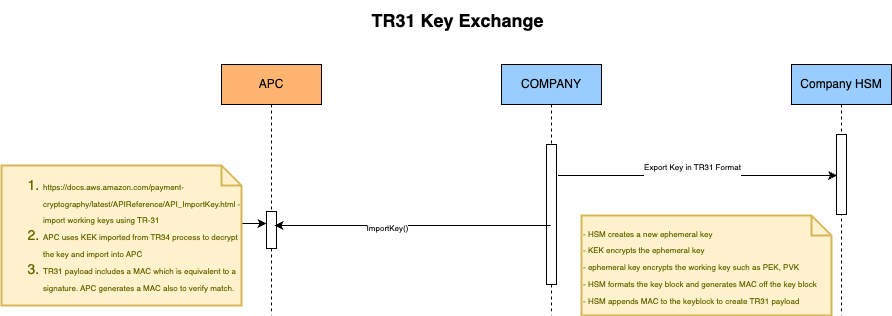 TR31 Key Exchange
APC
COMPANY
Company HSM
Export Key in TR31 Format
ImportKey()
1. https://docs.aws.amazon.com/payment-
cryptography/latest/APIReference/API_ImportKey.html -
import working keys using TR-31
2. APC uses KEK imported from TR34 process to decrypt
the key and import into APC
3. TR31 payload includes a MAC which is equivalent to a
signature. APC generates a MAC also to verify match.
- HSM creates a new ephemeral key
- KEK encrypts the ephemeral key
- ephemeral key encrypts the working key such as PEK, PVK
- HSM formats the key block and generates MAC off the key block
- HSM appends MAC to the keyblock to create TR31 payload